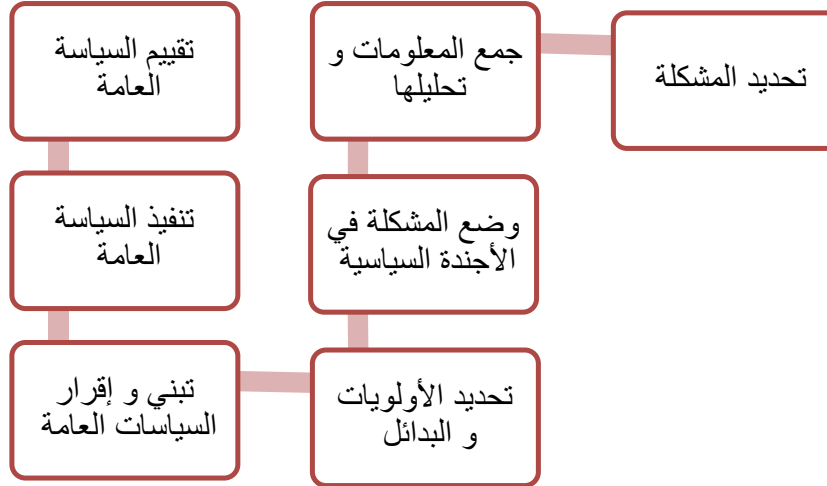 تحديد المشكلة
جمع المعلومات و
تحليلها
وضع المشكلة في
الأجندة السياسية
تحديد الأولويات
و البدائل
تبني و إقرار
السياسات العامة
تنفيذ السياسة
العامة
تقييم السياسة
العامة